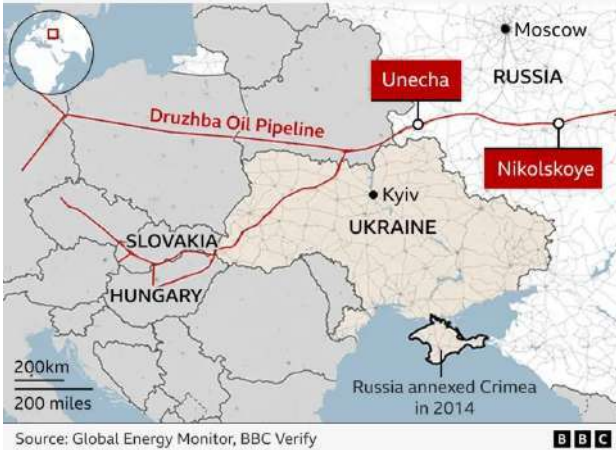 Moscow
Unecha
RUSSIA
Druzhba Oil Pipeline
Nikolskoye
Kyiv
UKRAINE
SLOVAKIA
HUNGARY
200km
200 miles
Russia annexed Crimea
in 2014
Source: Global Energy Monitor, BBC Verify
BBC